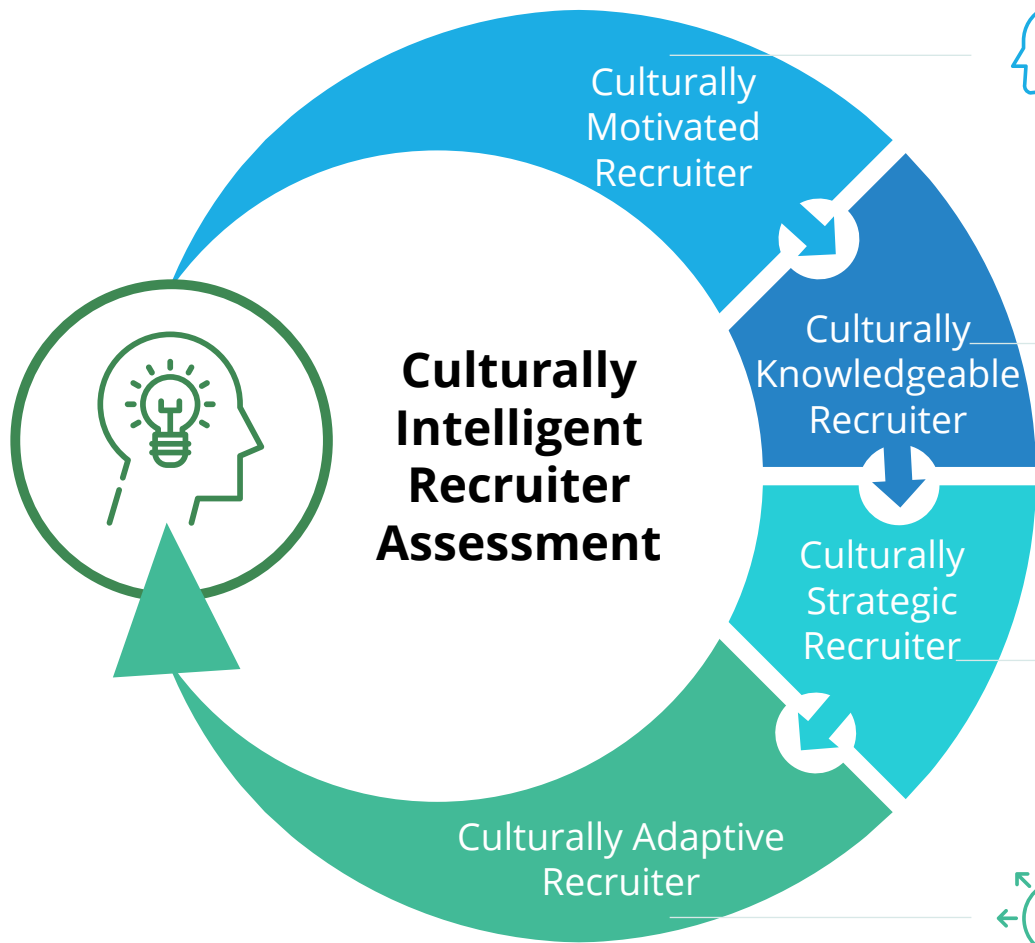 Culturally
Motivated
Recruiter
Culturally
Knowledgeable
Recruiter
Culturally
Intelligent
Recruiter
Assessment
Culturally
Strategic
Recruiter
Culturally Adaptive
Recruiter